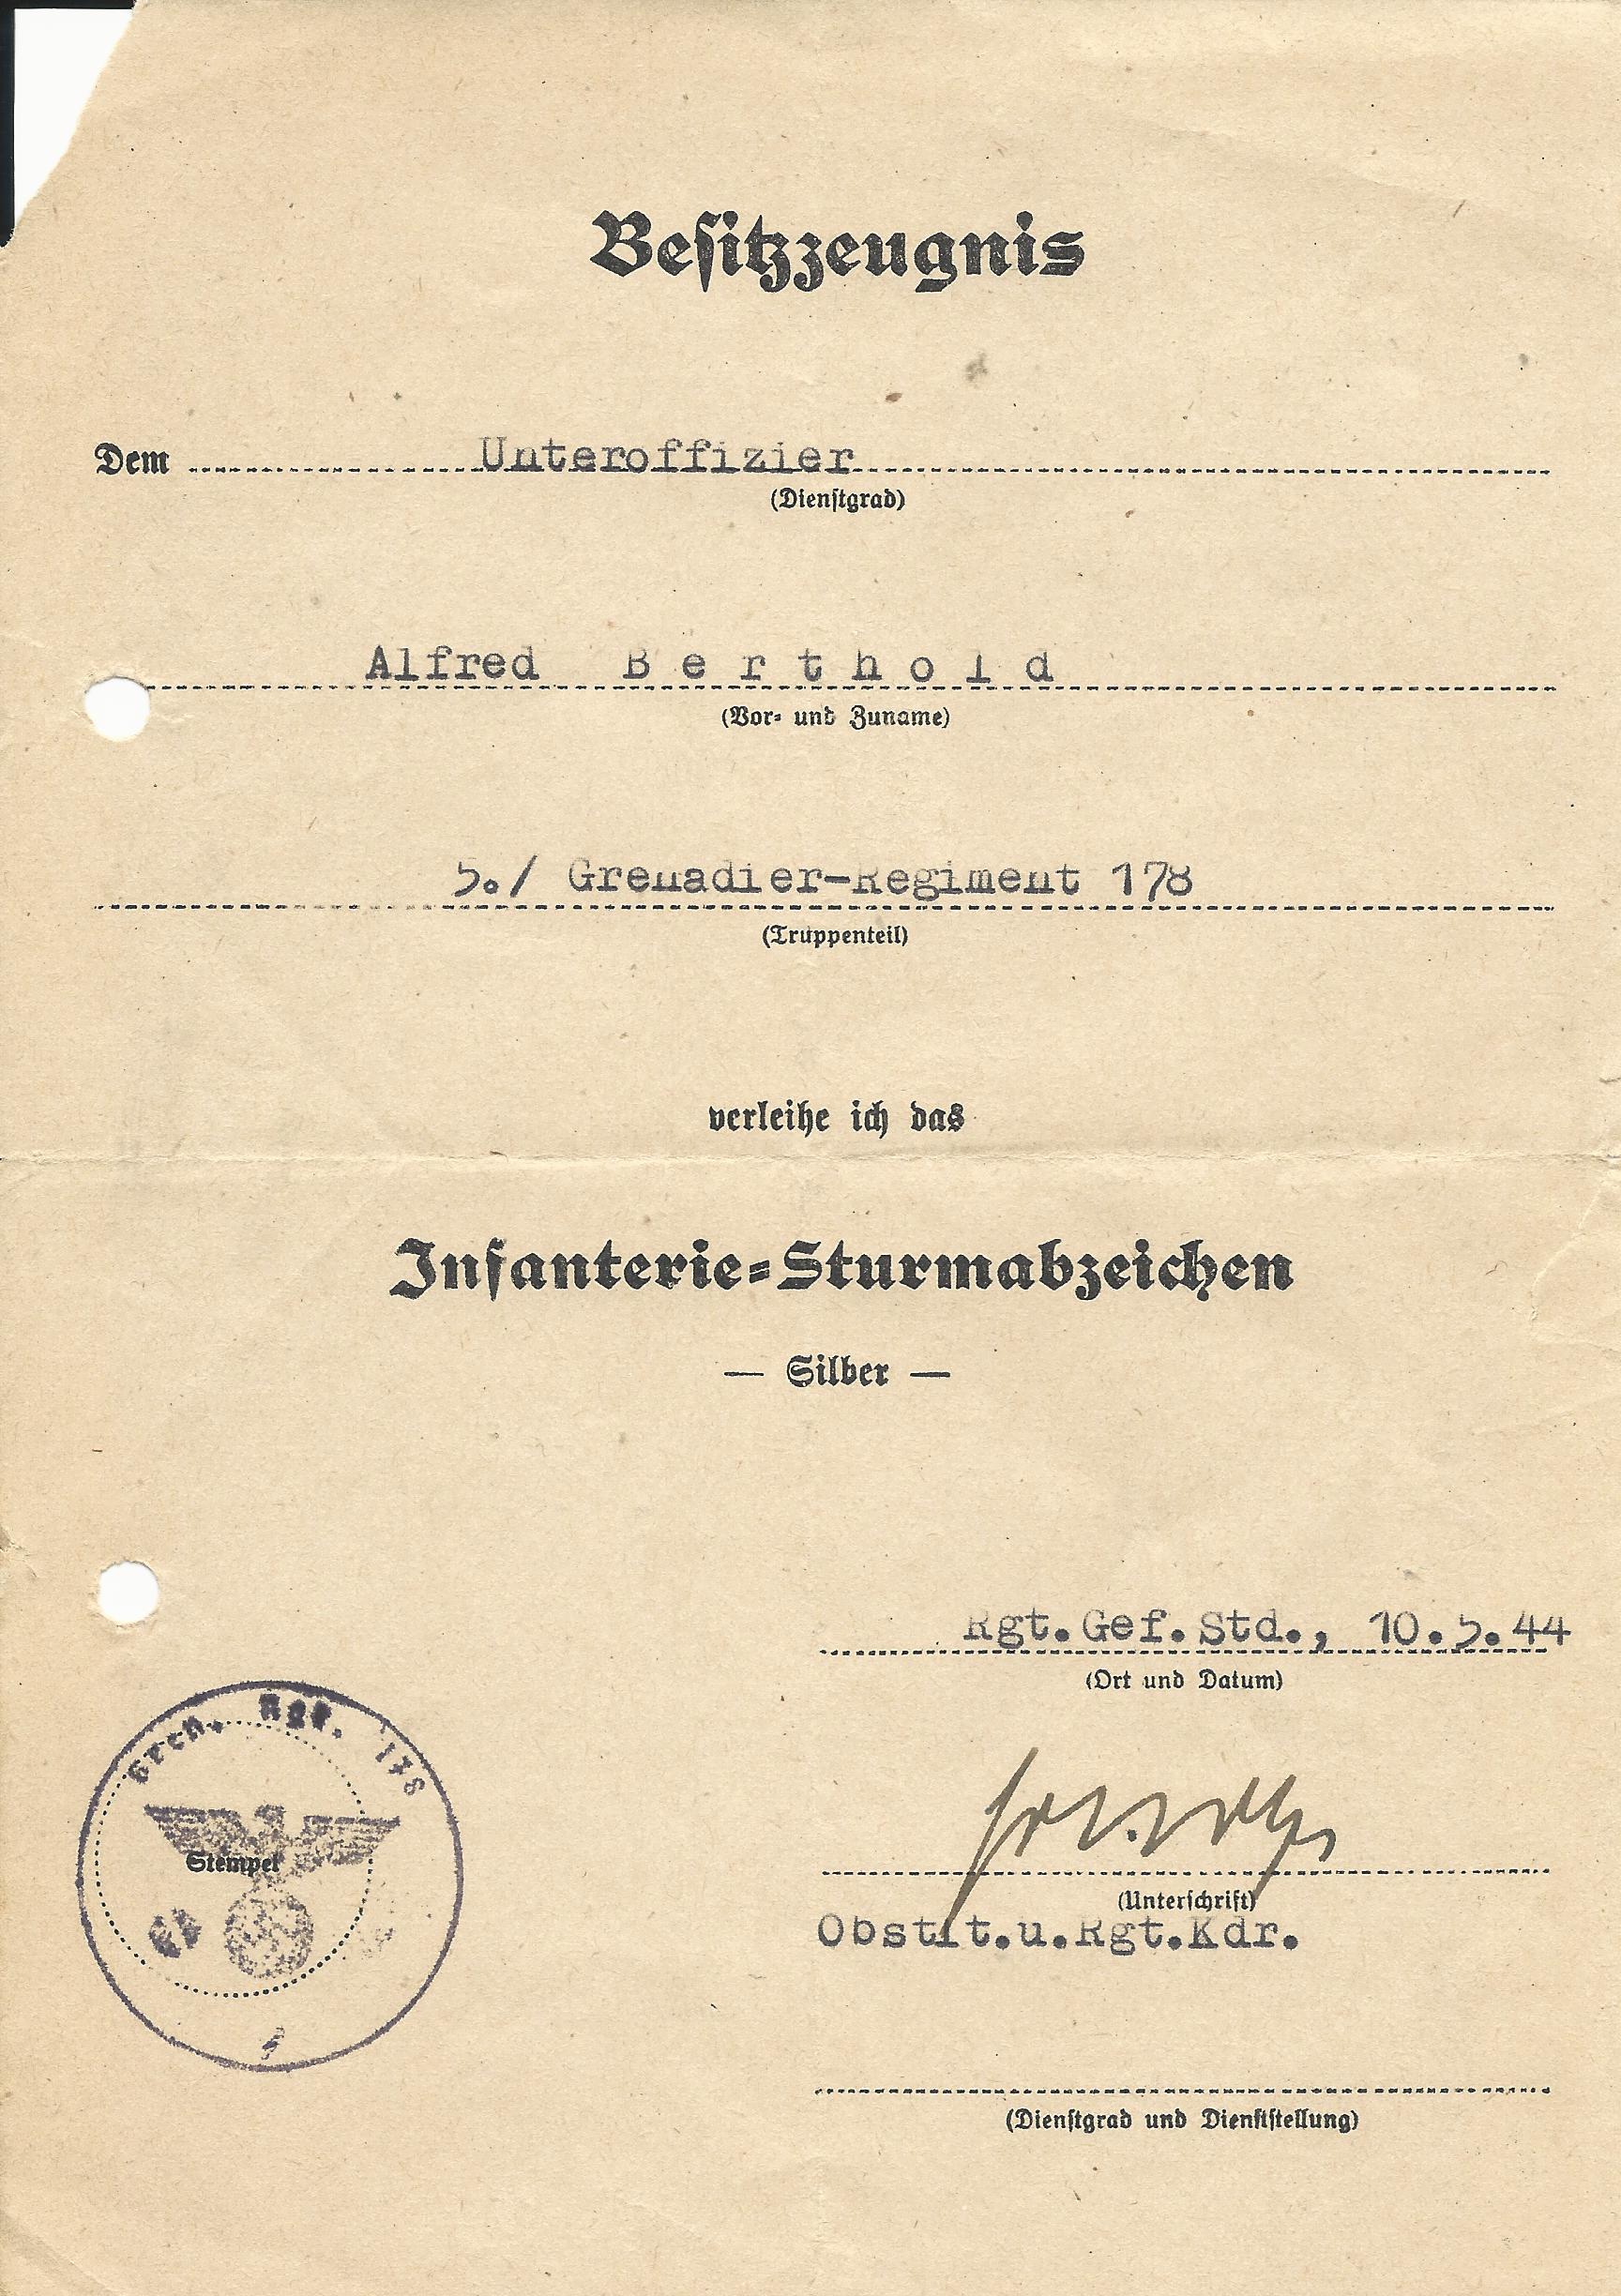 Besitzzeugnis
Dem Unteroffizier
(Dienstgrad)
Alfred B e r t h o l d
(Vor- und Zuname)
5./ Grenadier-Regiment 178
(Truppenteil)
verleihe ich das
Infanterie-Sturmabzeichen
— Silber —
Rgt.Gef.Std., 10.5.44
(Ort und Datum)
Gren. Rgt. 178
Stempel
(Unterschrift)
Obstlt.u.Rgt.Kdr.
(Dienstgrad und Dienststellung)